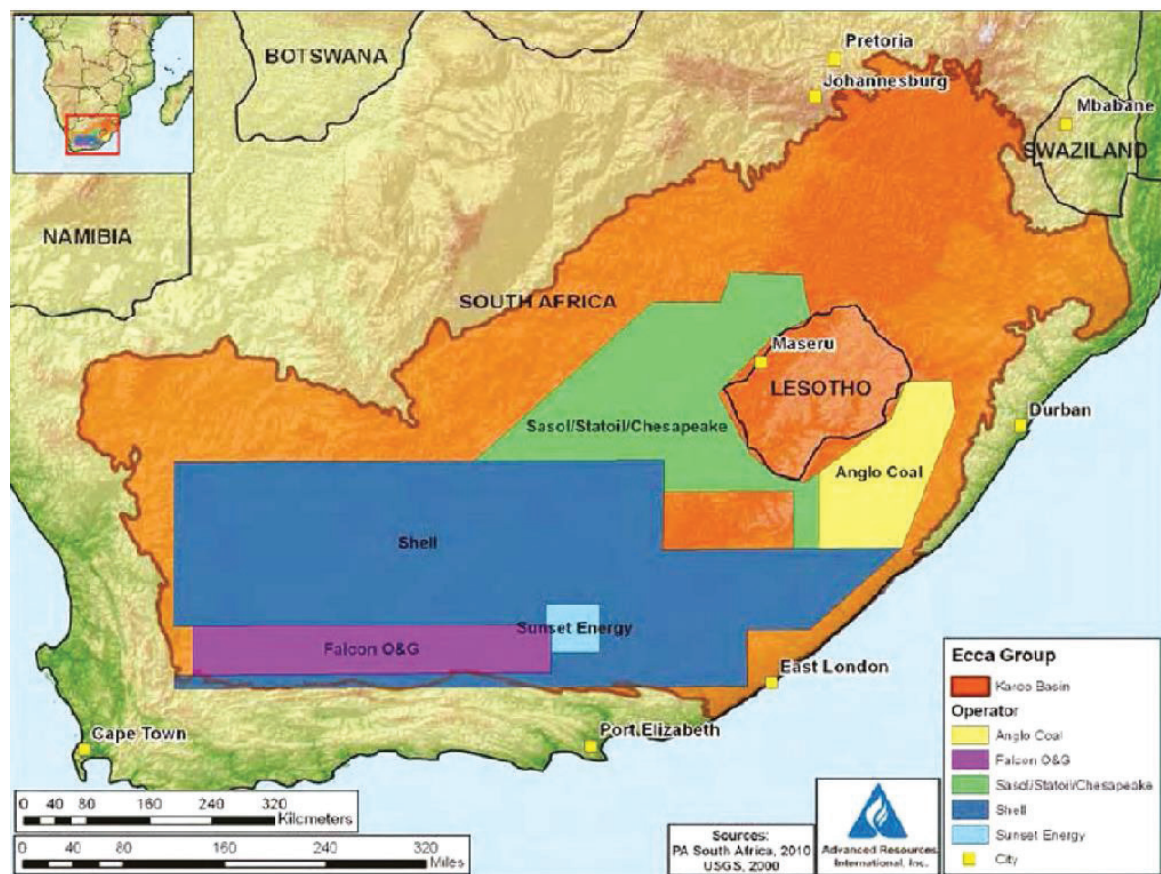 BOTSWANA
Pretoria
Johannesburg
Mbabane
SWAZILAND
NAMIBIA
SOUTH AFRICA
Maseru
LESOTHO
Durban
Sasol/Statoil/Chesapeake
Anglo Coal
Shell
Sunset Energy
Falcon O&G
East London
Port Elizabeth
Cape Town
Ecca Group
Karoo Basin
Operator
Anglo Coal
Falcon O&G
Sasol/Statoil/Chesapeake
Shell
Sunset Energy
City
0 40 80 160 240 320
Kilometers
0 40 80 160 240 320
Miles
Sources:
PA South Africa, 2010
USGS, 2000
Advanced Resources
International, Inc.